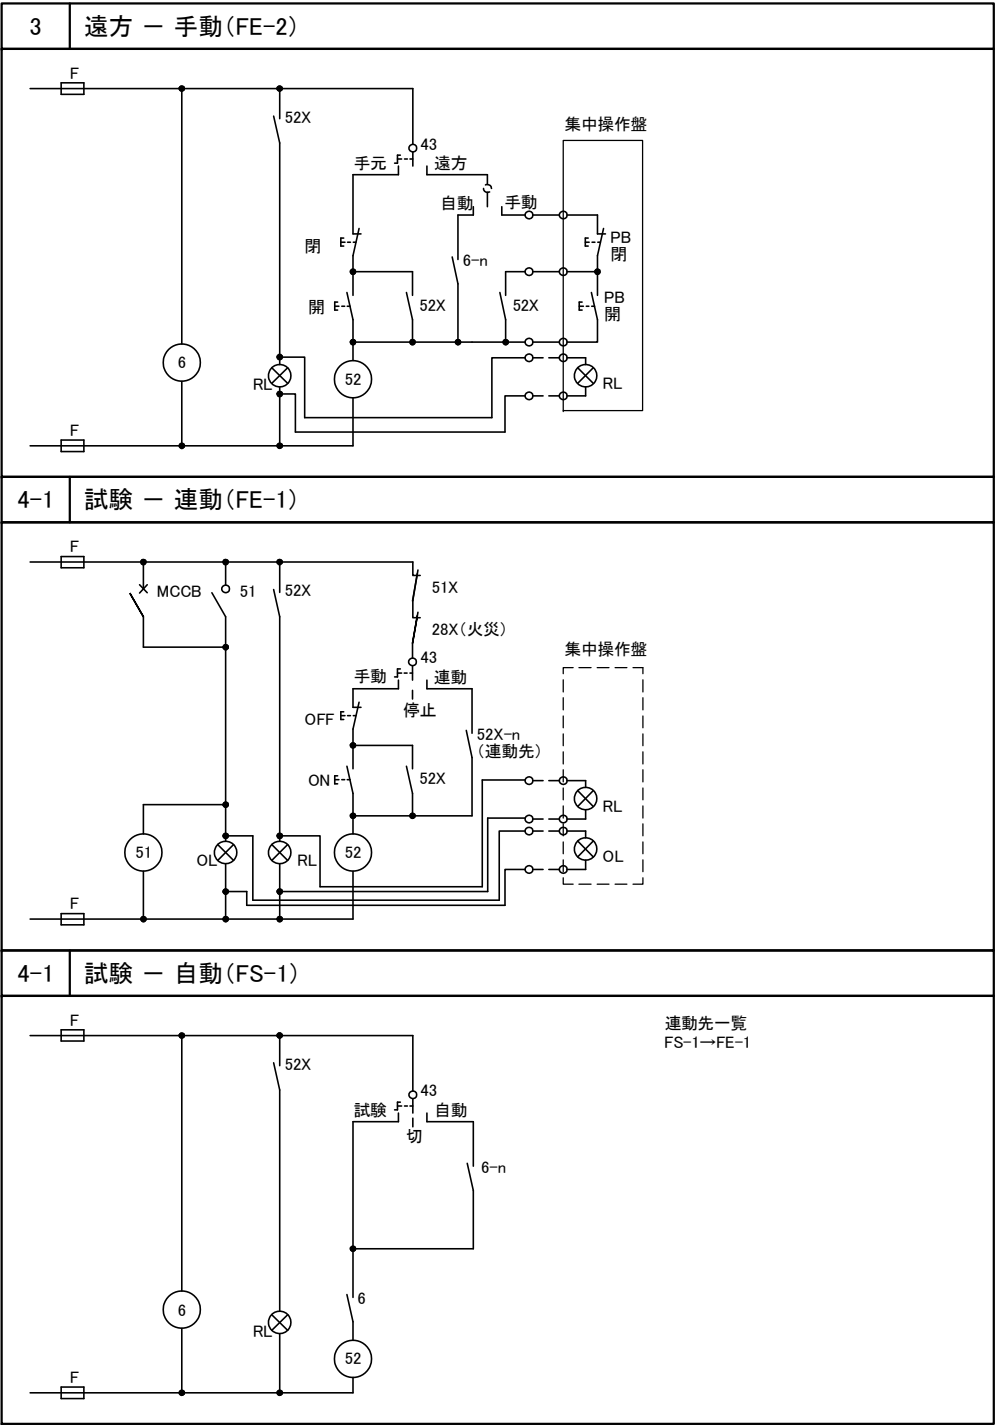 3 遠方 － 手動(FE-2)
F
52X
43
集中操作盤
手元 遠方
自動 手動
閉
6-n
PB
閉
開
52X
52X
PB
開
6
RL
52
RL
F
4-1 試験 － 連動(FE-1)
F
MCCB
51
52X
51X
28X(火災)
43
集中操作盤
手動 連動
停止
OFF
52X-n
(連動先)
ON
52X
RL
51
OL
RL
52
OL
F
4-1 試験 － 自動(FS-1)
F
連動先一覧
FS-1→FE-1
52X
43
試験 自動
切
6-n
6
6
RL
52
F